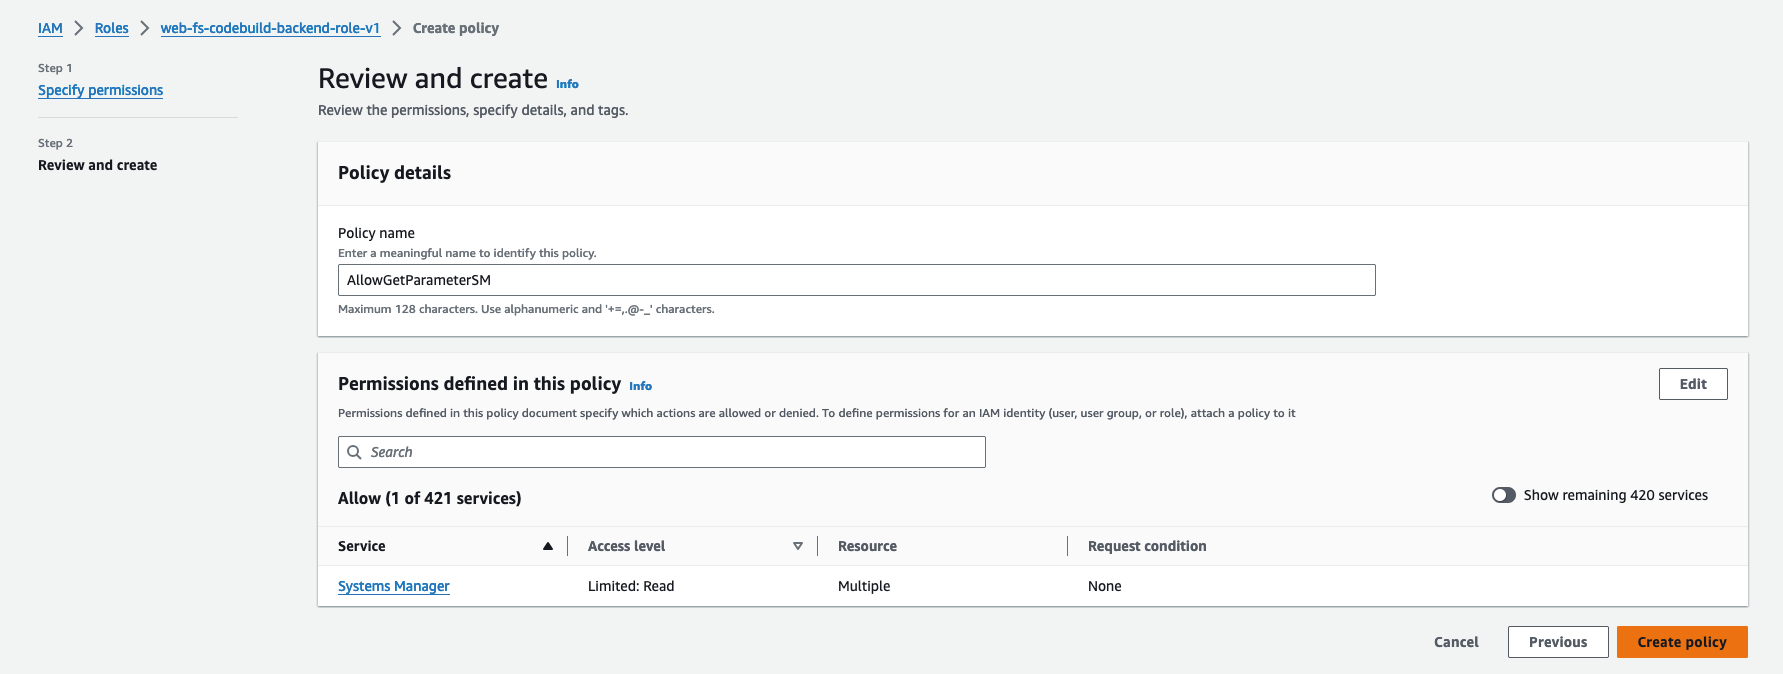 IAM > Roles > web-fs-codebuild-backend-role-v1 > Create policy
Step 1
Specify permissions
Step 2
Review and create
Review and create Info
Review the permissions, specify details, and tags.
Policy details
Policy name
Enter a meaningful name to identify this policy.
AllowGetParameterSM
Maximum 128 characters. Use alphanumeric and '+=,.@-_' characters.
Permissions defined in this policy Info
Edit
Permissions defined in this policy document specify which actions are allowed or denied. To define permissions for an IAM identity (user, user group, or role), attach a policy to it
Search
Allow (1 of 421 services)
Show remaining 420 services
Service Access level Resource Request condition
Systems Manager Limited: Read Multiple None
Cancel Previous Create policy